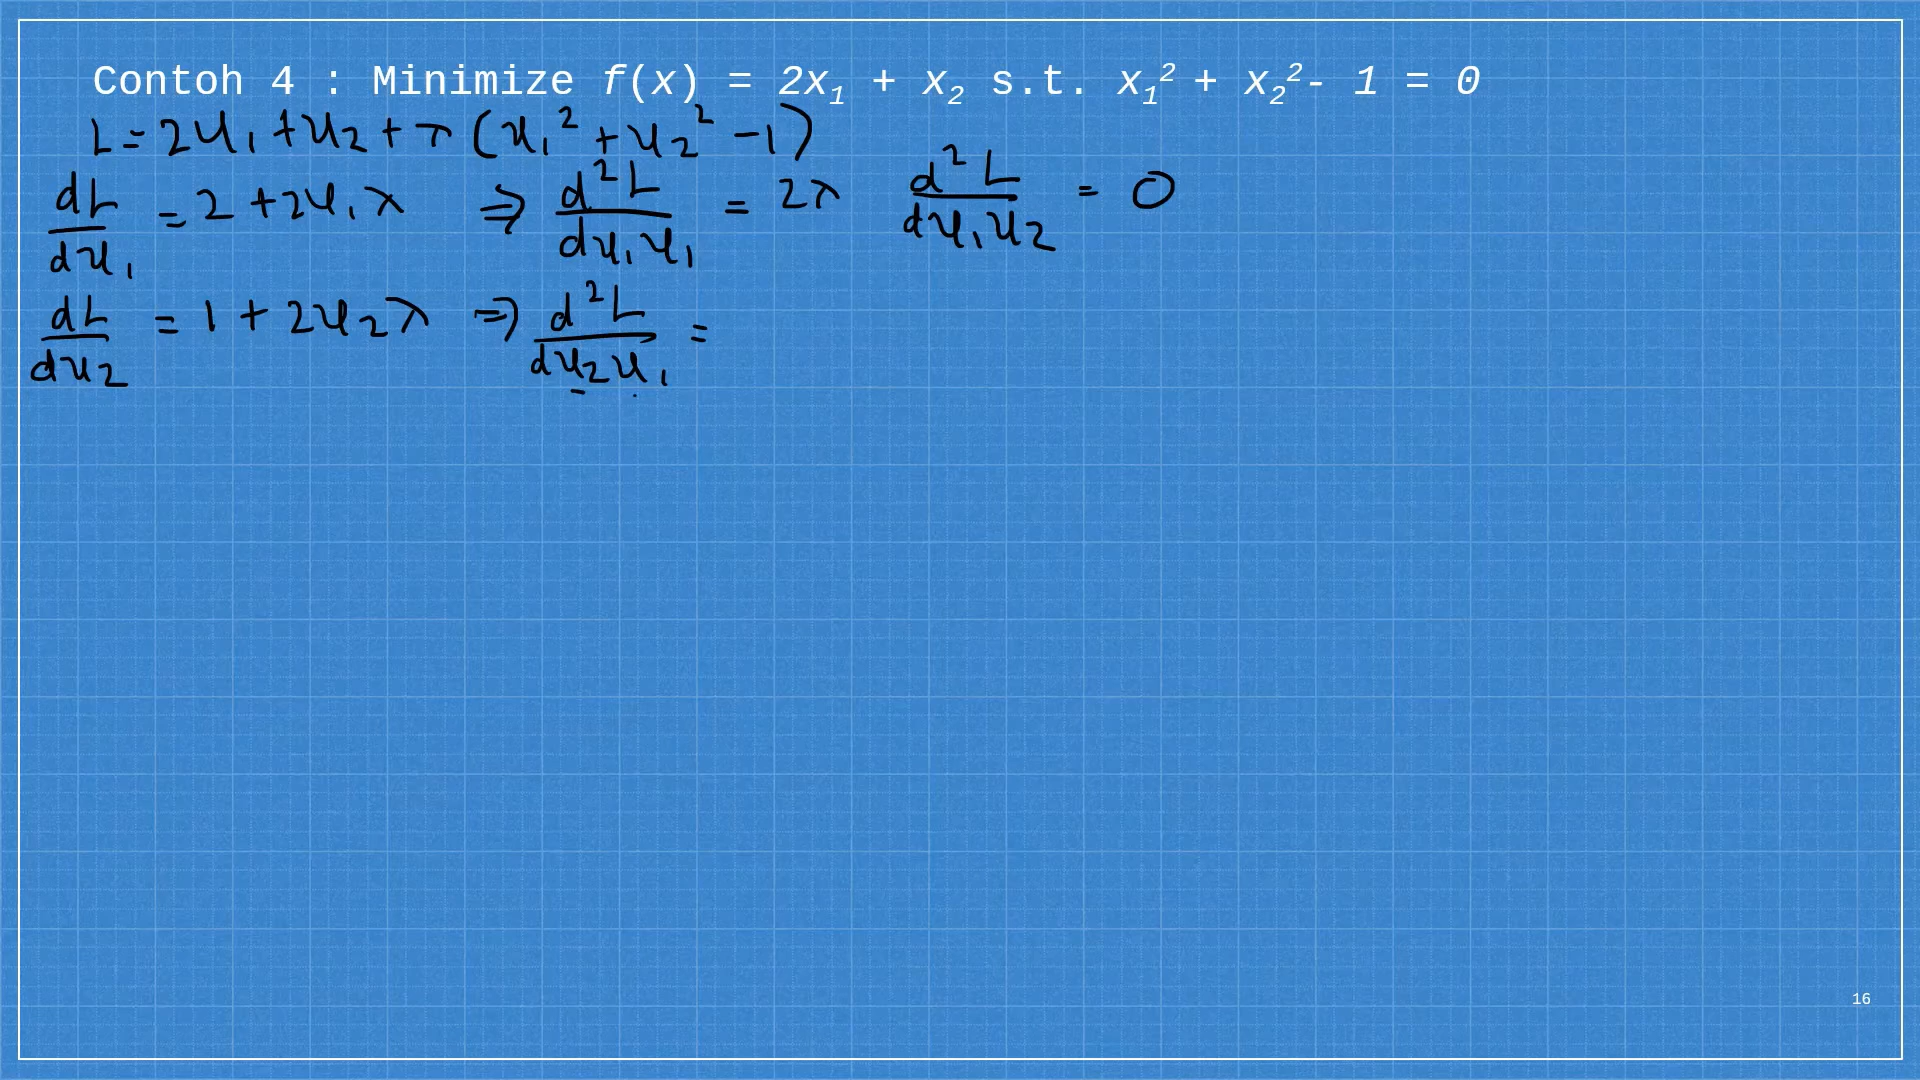 Contoh 4 : Minimize f(x) = 2x₁ + x₂ s.t. x₁² + x₂²- 1 = 0
L = 2x₁ + x₂ + λ (x₁² + x₂² - 1)
dL/dx₁ = 2 + 2x₁λ ⇒ d²L/dx₁x₁ = 2λ d²L/dx₁x₂ = 0
dL/dx₂ = 1 + 2x₂λ ⇒ d²L/dx₂x₁ =
16